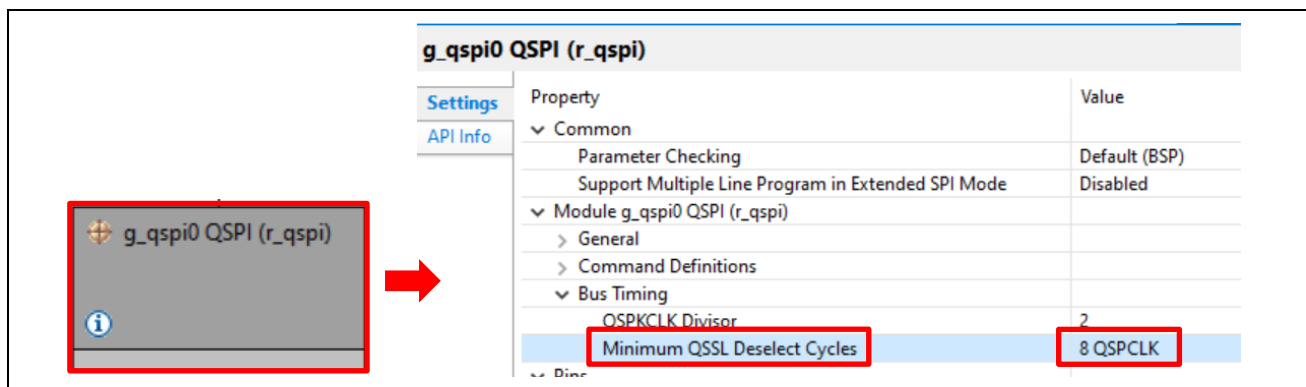 g_qspi0 QSPI (r_qspi)
g_qspi0 QSPI (r_qspi)
Settings
API Info
Property Value
Common
Parameter Checking Default (BSP)
Support Multiple Line Program in Extended SPI Mode Disabled
Module g_qspi0 QSPI (r_qspi)
General
Command Definitions
Bus Timing
QSPKCLK Divisor 2
Minimum QSSL Deselect Cycles 8 QSPCLK
Pins